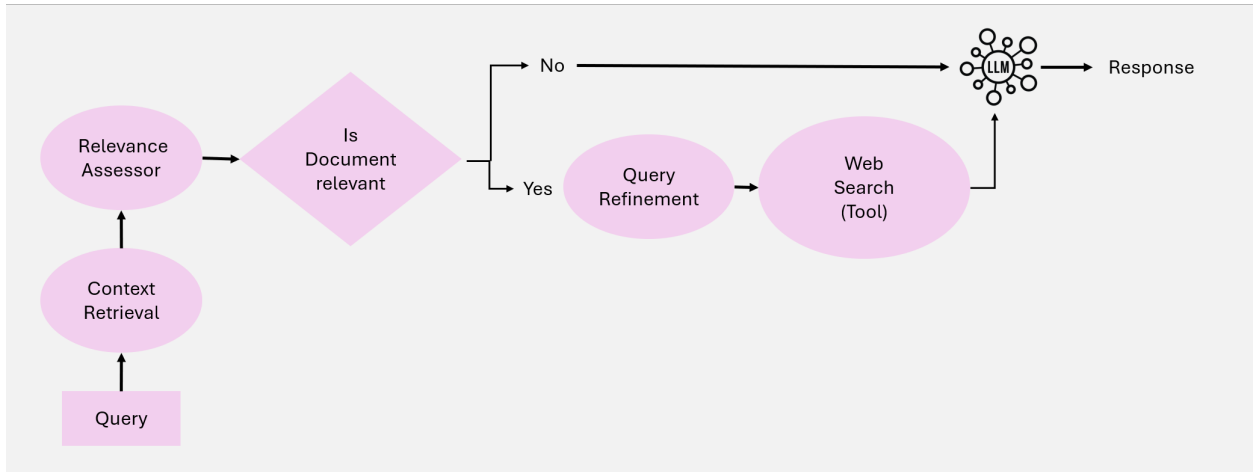 No
LLM
Response
Is
Document
relevant
Relevance
Assessor
Yes
Query
Refinement
Web
Search
(Tool)
Context
Retrieval
Query